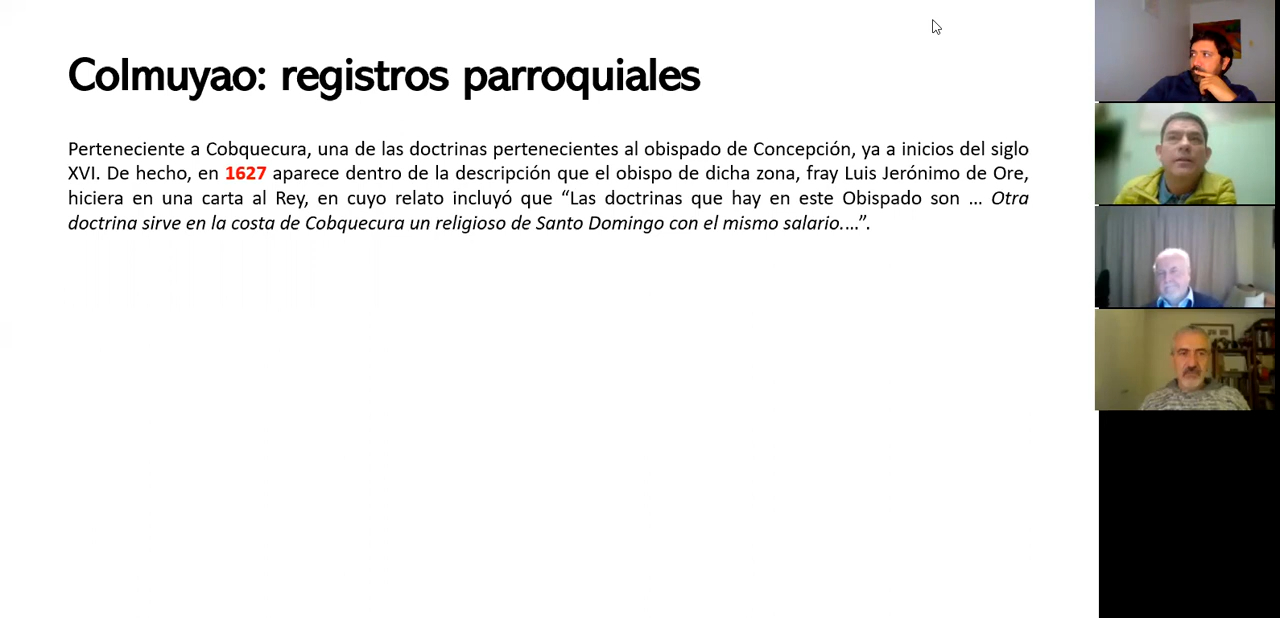 Colmuyao: registros parroquiales
Perteneciente a Cobquecura, una de las doctrinas pertenecientes al obispado de Concepción, ya a inicios del siglo
XVI. De hecho, en 1627 aparece dentro de la descripción que el obispo de dicha zona, fray Luis Jerónimo de Ore,
hiciera en una carta al Rey, en cuyo relato incluyó que “Las doctrinas que hay en este Obispado son … Otra
doctrina sirve en la costa de Cobquecura un religioso de Santo Domingo con el mismo salario.…”.